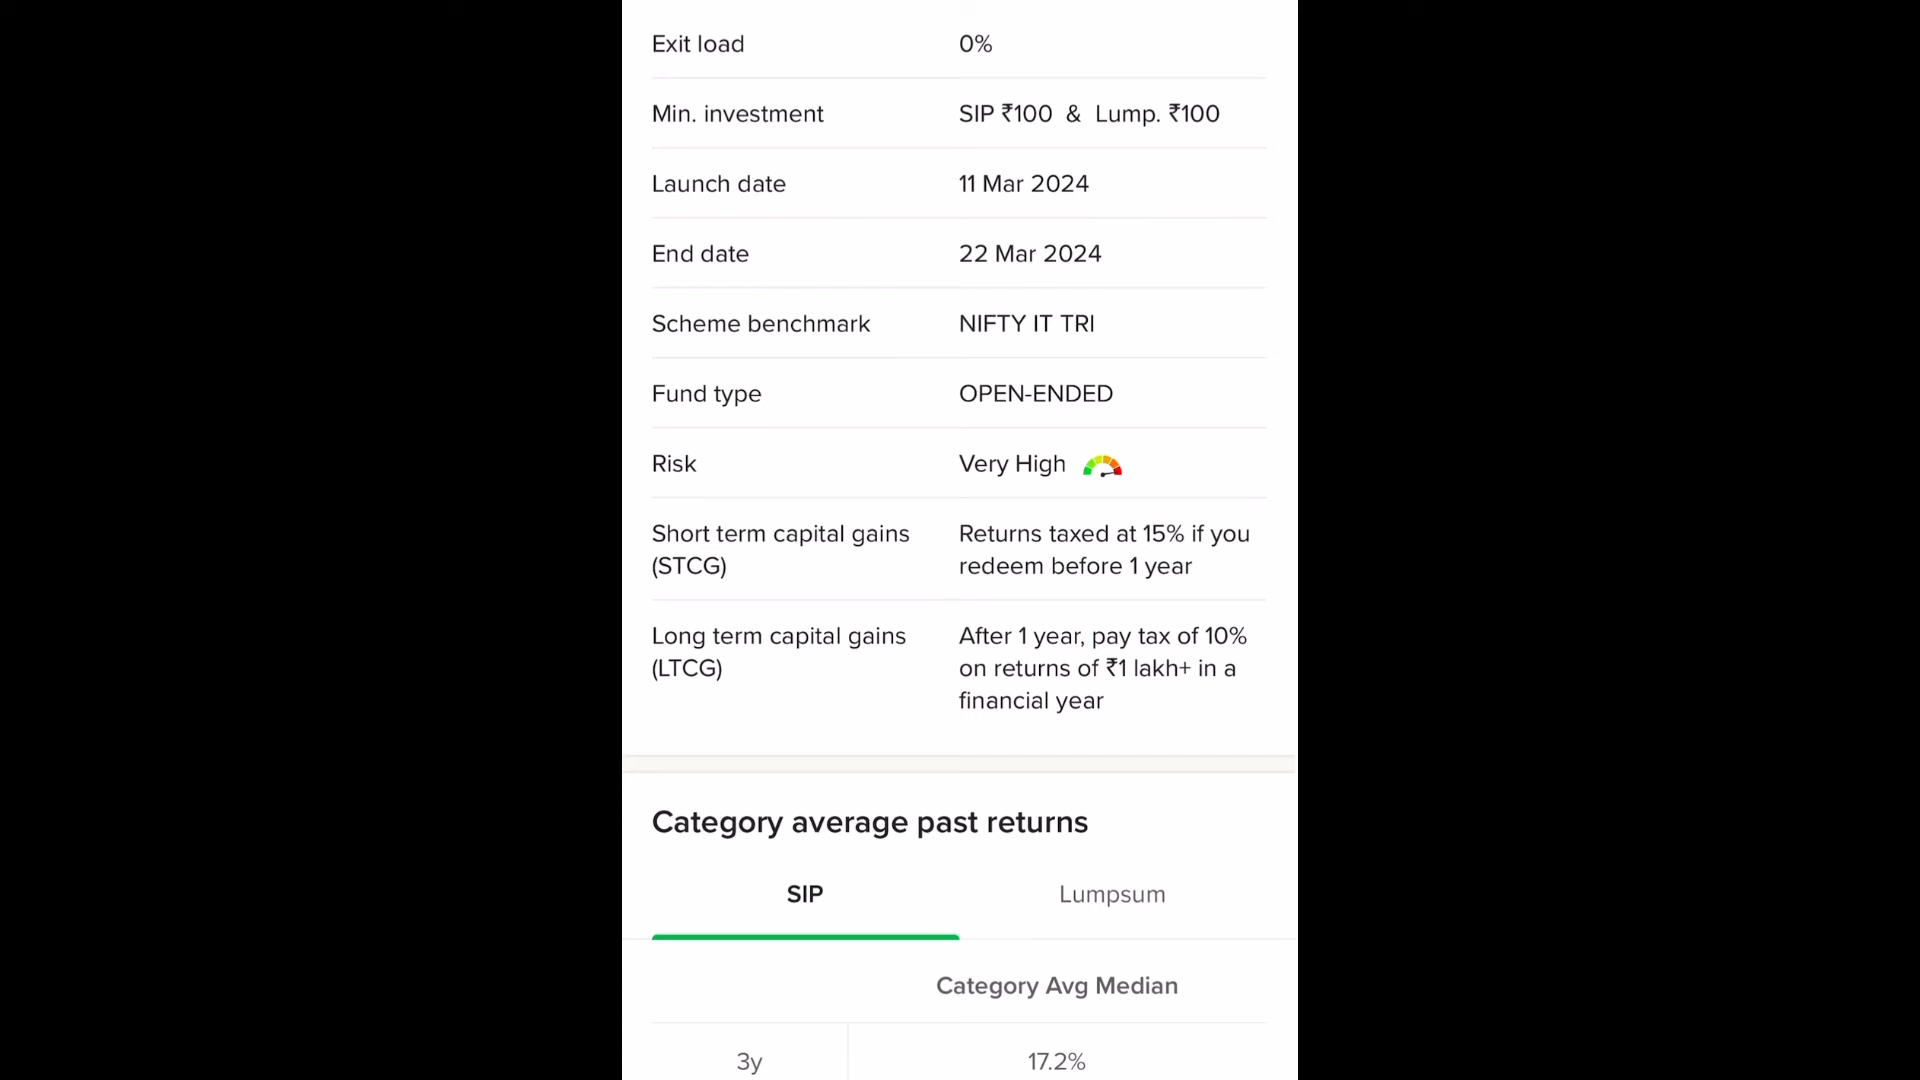 Exit load 0%
Min. investment SIP ₹100 & Lump. ₹100
Launch date 11 Mar 2024
End date 22 Mar 2024
Scheme benchmark NIFTY IT TRI
Fund type OPEN-ENDED
Risk Very High
Short term capital gains Returns taxed at 15% if you
(STCG) redeem before 1 year
Long term capital gains After 1 year, pay tax of 10%
(LTCG) on returns of ₹1 lakh+ in a
financial year
Category average past returns
SIP Lumpsum
Category Avg Median
3y 17.2%